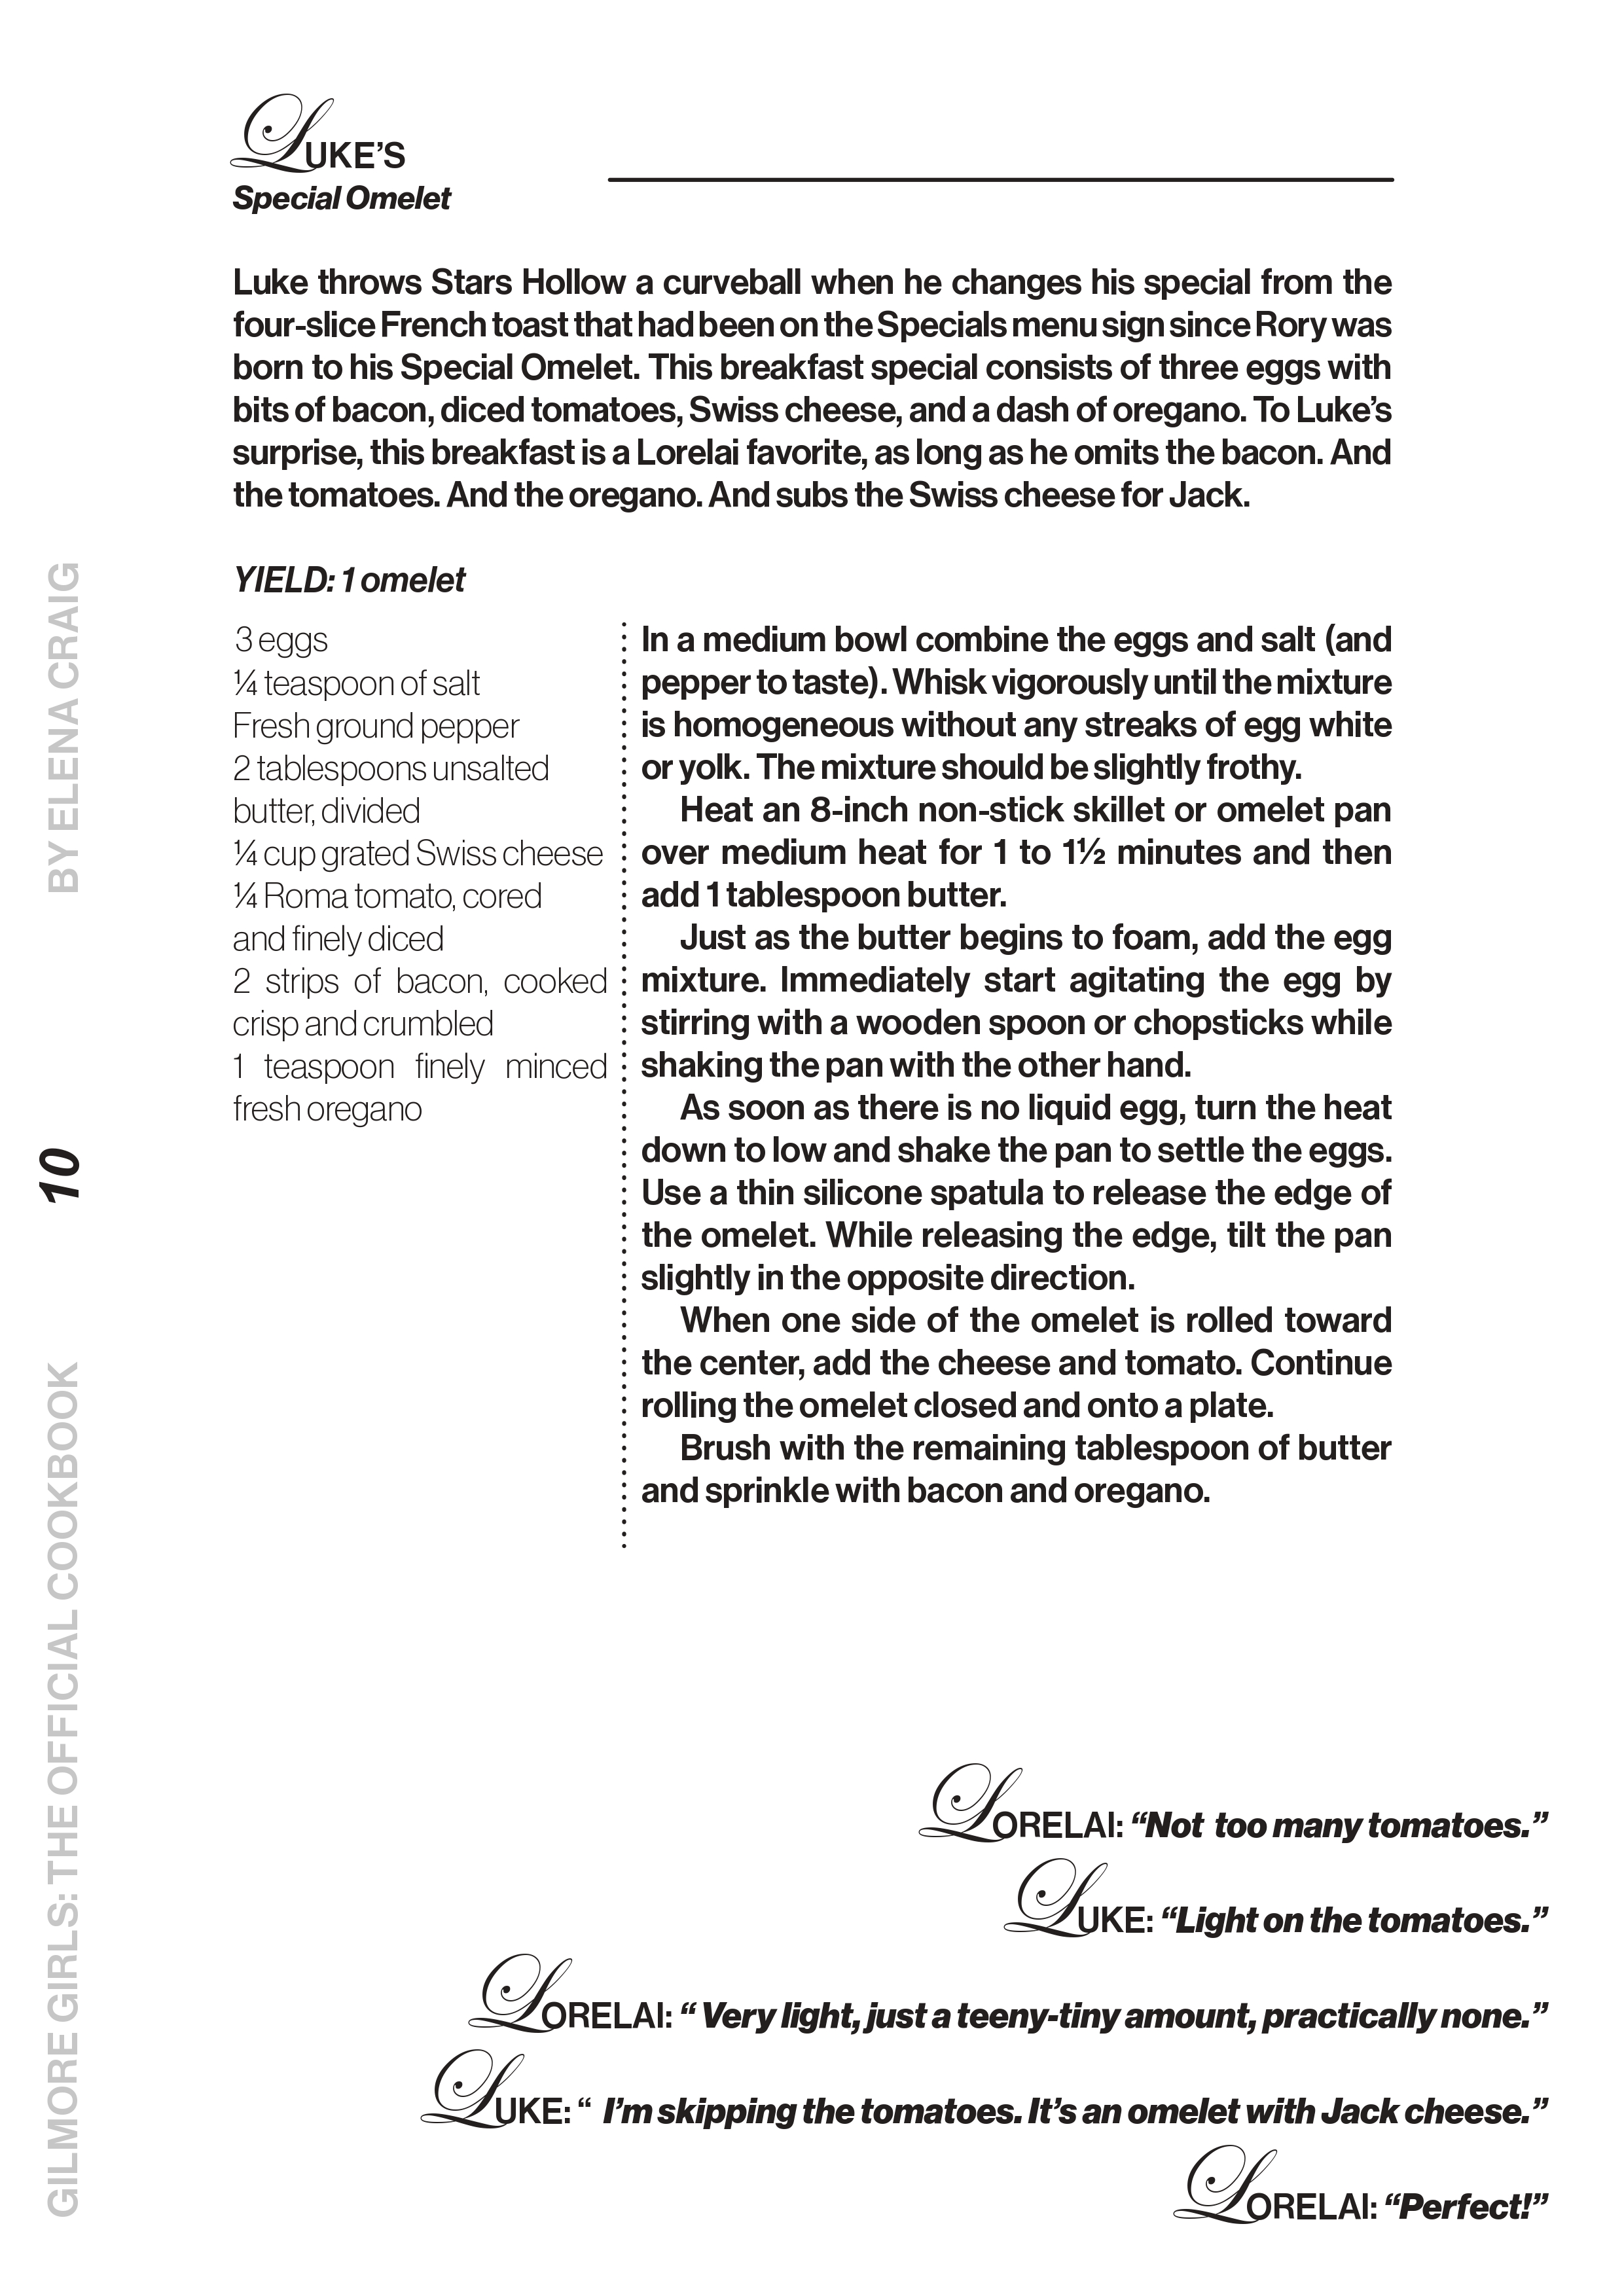 LUKE’S
Special Omelet
Luke throws Stars Hollow a curveball when he changes his special from the
four-slice French toast that had been on the Specials menu sign since Rory was
born to his Special Omelet. This breakfast special consists of three eggs with
bits of bacon, diced tomatoes, Swiss cheese, and a dash of oregano. To Luke’s
surprise, this breakfast is a Lorelai favorite, as long as he omits the bacon. And
the tomatoes. And the oregano. And subs the Swiss cheese for Jack.
YIELD: 1 omelet
3 eggs
¼ teaspoon of salt
Fresh ground pepper
2 tablespoons unsalted
butter, divided
¼ cup grated Swiss cheese
¼ Roma tomato, cored
and finely diced
2 strips of bacon, cooked
crisp and crumbled
1 teaspoon finely minced
fresh oregano
In a medium bowl combine the eggs and salt (and
pepper to taste). Whisk vigorously until the mixture
is homogeneous without any streaks of egg white
or yolk. The mixture should be slightly frothy.
Heat an 8-inch non-stick skillet or omelet pan
over medium heat for 1 to 1½ minutes and then
add 1 tablespoon butter.
Just as the butter begins to foam, add the egg
mixture. Immediately start agitating the egg by
stirring with a wooden spoon or chopsticks while
shaking the pan with the other hand.
As soon as there is no liquid egg, turn the heat
down to low and shake the pan to settle the eggs.
Use a thin silicone spatula to release the edge of
the omelet. While releasing the edge, tilt the pan
slightly in the opposite direction.
When one side of the omelet is rolled toward
the center, add the cheese and tomato. Continue
rolling the omelet closed and onto a plate.
Brush with the remaining tablespoon of butter
and sprinkle with bacon and oregano.
LORELAI: “Not too many tomatoes.”
LUKE: “Light on the tomatoes.”
LORELAI: “ Very light, just a teeny-tiny amount, practically none.”
LUKE: “ I’m skipping the tomatoes. It’s an omelet with Jack cheese.”
LORELAI: “Perfect!”
GILMORE GIRLS: THE OFFICIAL COOKBOOK
10
BY ELENA CRAIG